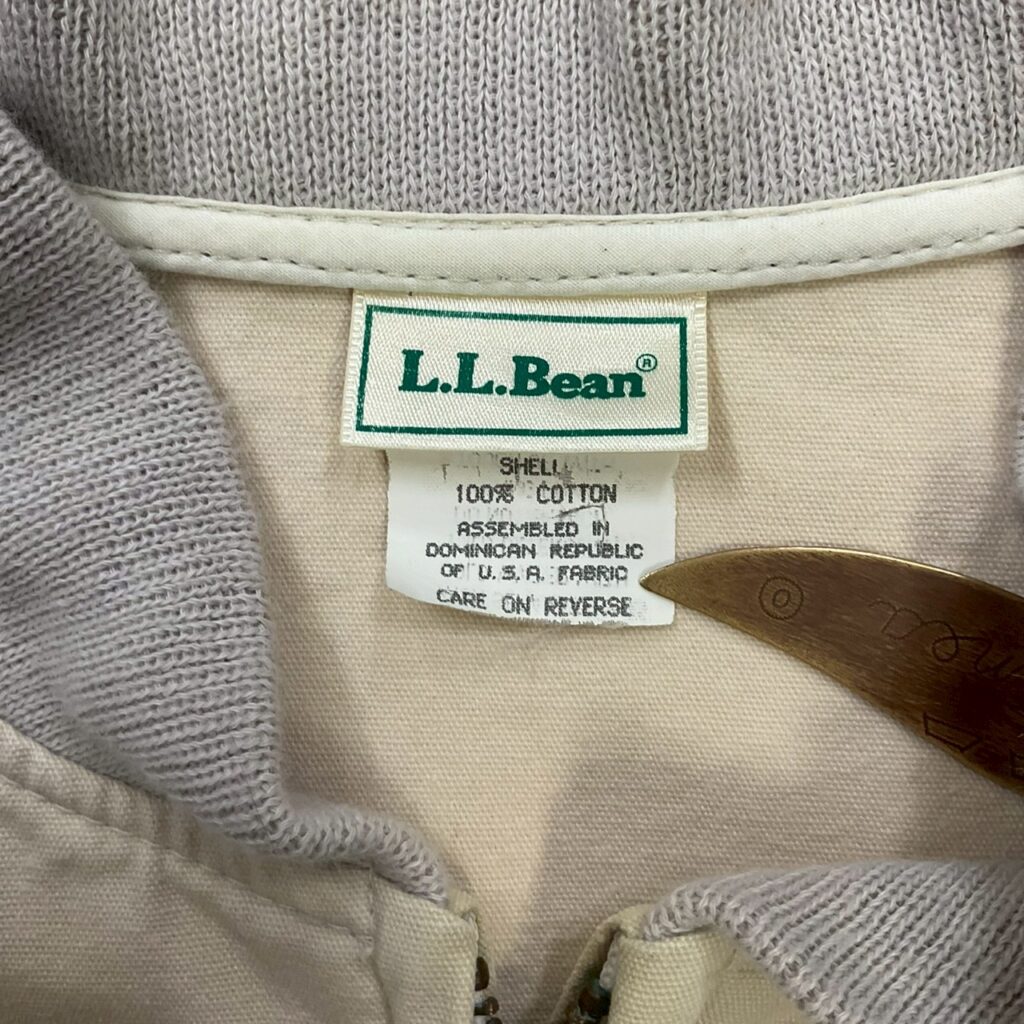 L.L.Bean®
SHELL
100% COTTON
ASSEMBLED IN
DOMINICAN REPUBLIC
OF U.S.A. FABRIC
CARE ON REVERSE